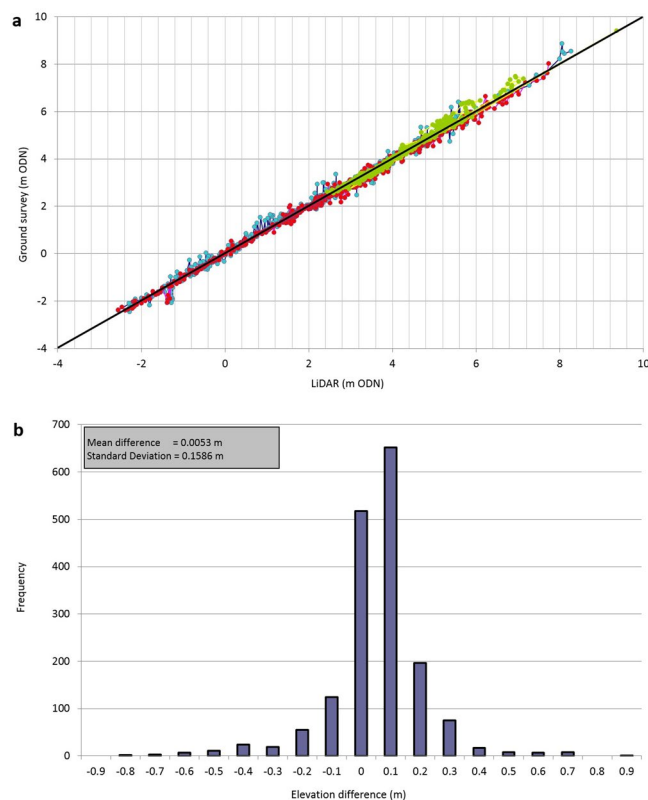 a
10
8
6
4
2
0
-2
-4
Ground survey (m ODN)
-4 -2 0 2 4 6 8 10
LiDAR (m ODN)
b
700
600
500
400
300
200
100
0
Frequency
Mean difference = 0.0053 m
Standard Deviation = 0.1586 m
-0.9 -0.8 -0.7 -0.6 -0.5 -0.4 -0.3 -0.2 -0.1 0 0.1 0.2 0.3 0.4 0.5 0.6 0.7 0.8 0.9
Elevation difference (m)